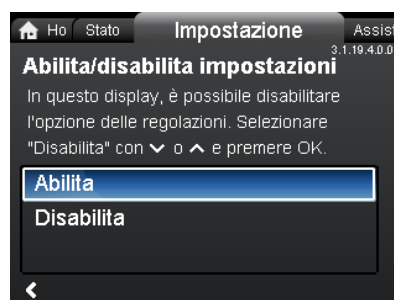 Ho Stato Impostazione Assis
3.1.19.4.0.0
Abilita/disabilita impostazioni
In questo display, è possibile disabilitare
l'opzione delle regolazioni. Selezionare
"Disabilita" con ⌄ o ⌃ e premere OK.
Abilita
Disabilita